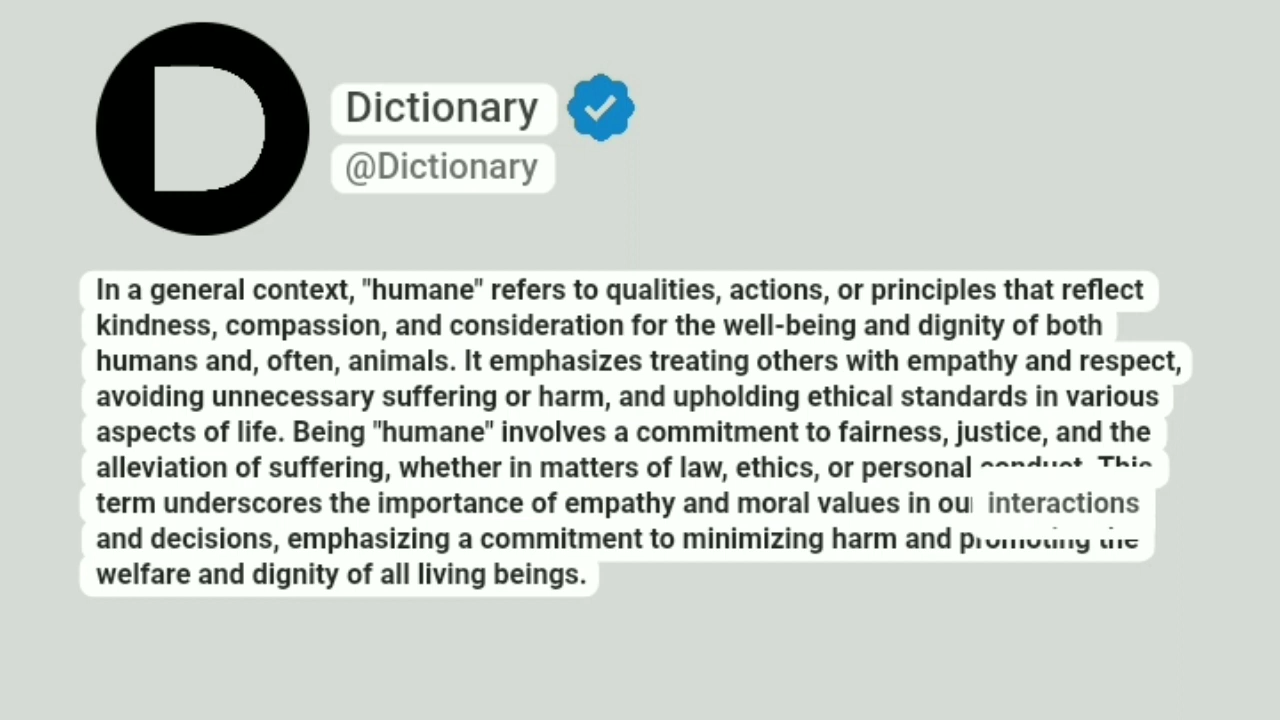 D
Dictionary
@Dictionary
In a general context, "humane" refers to qualities, actions, or principles that reflect
kindness, compassion, and consideration for the well-being and dignity of both
humans and, often, animals. It emphasizes treating others with empathy and respect,
avoiding unnecessary suffering or harm, and upholding ethical standards in various
aspects of life. Being "humane" involves a commitment to fairness, justice, and the
alleviation of suffering, whether in matters of law, ethics, or personal conduct. This
term underscores the importance of empathy and moral values in our interactions
and decisions, emphasizing a commitment to minimizing harm and promoting the
welfare and dignity of all living beings.